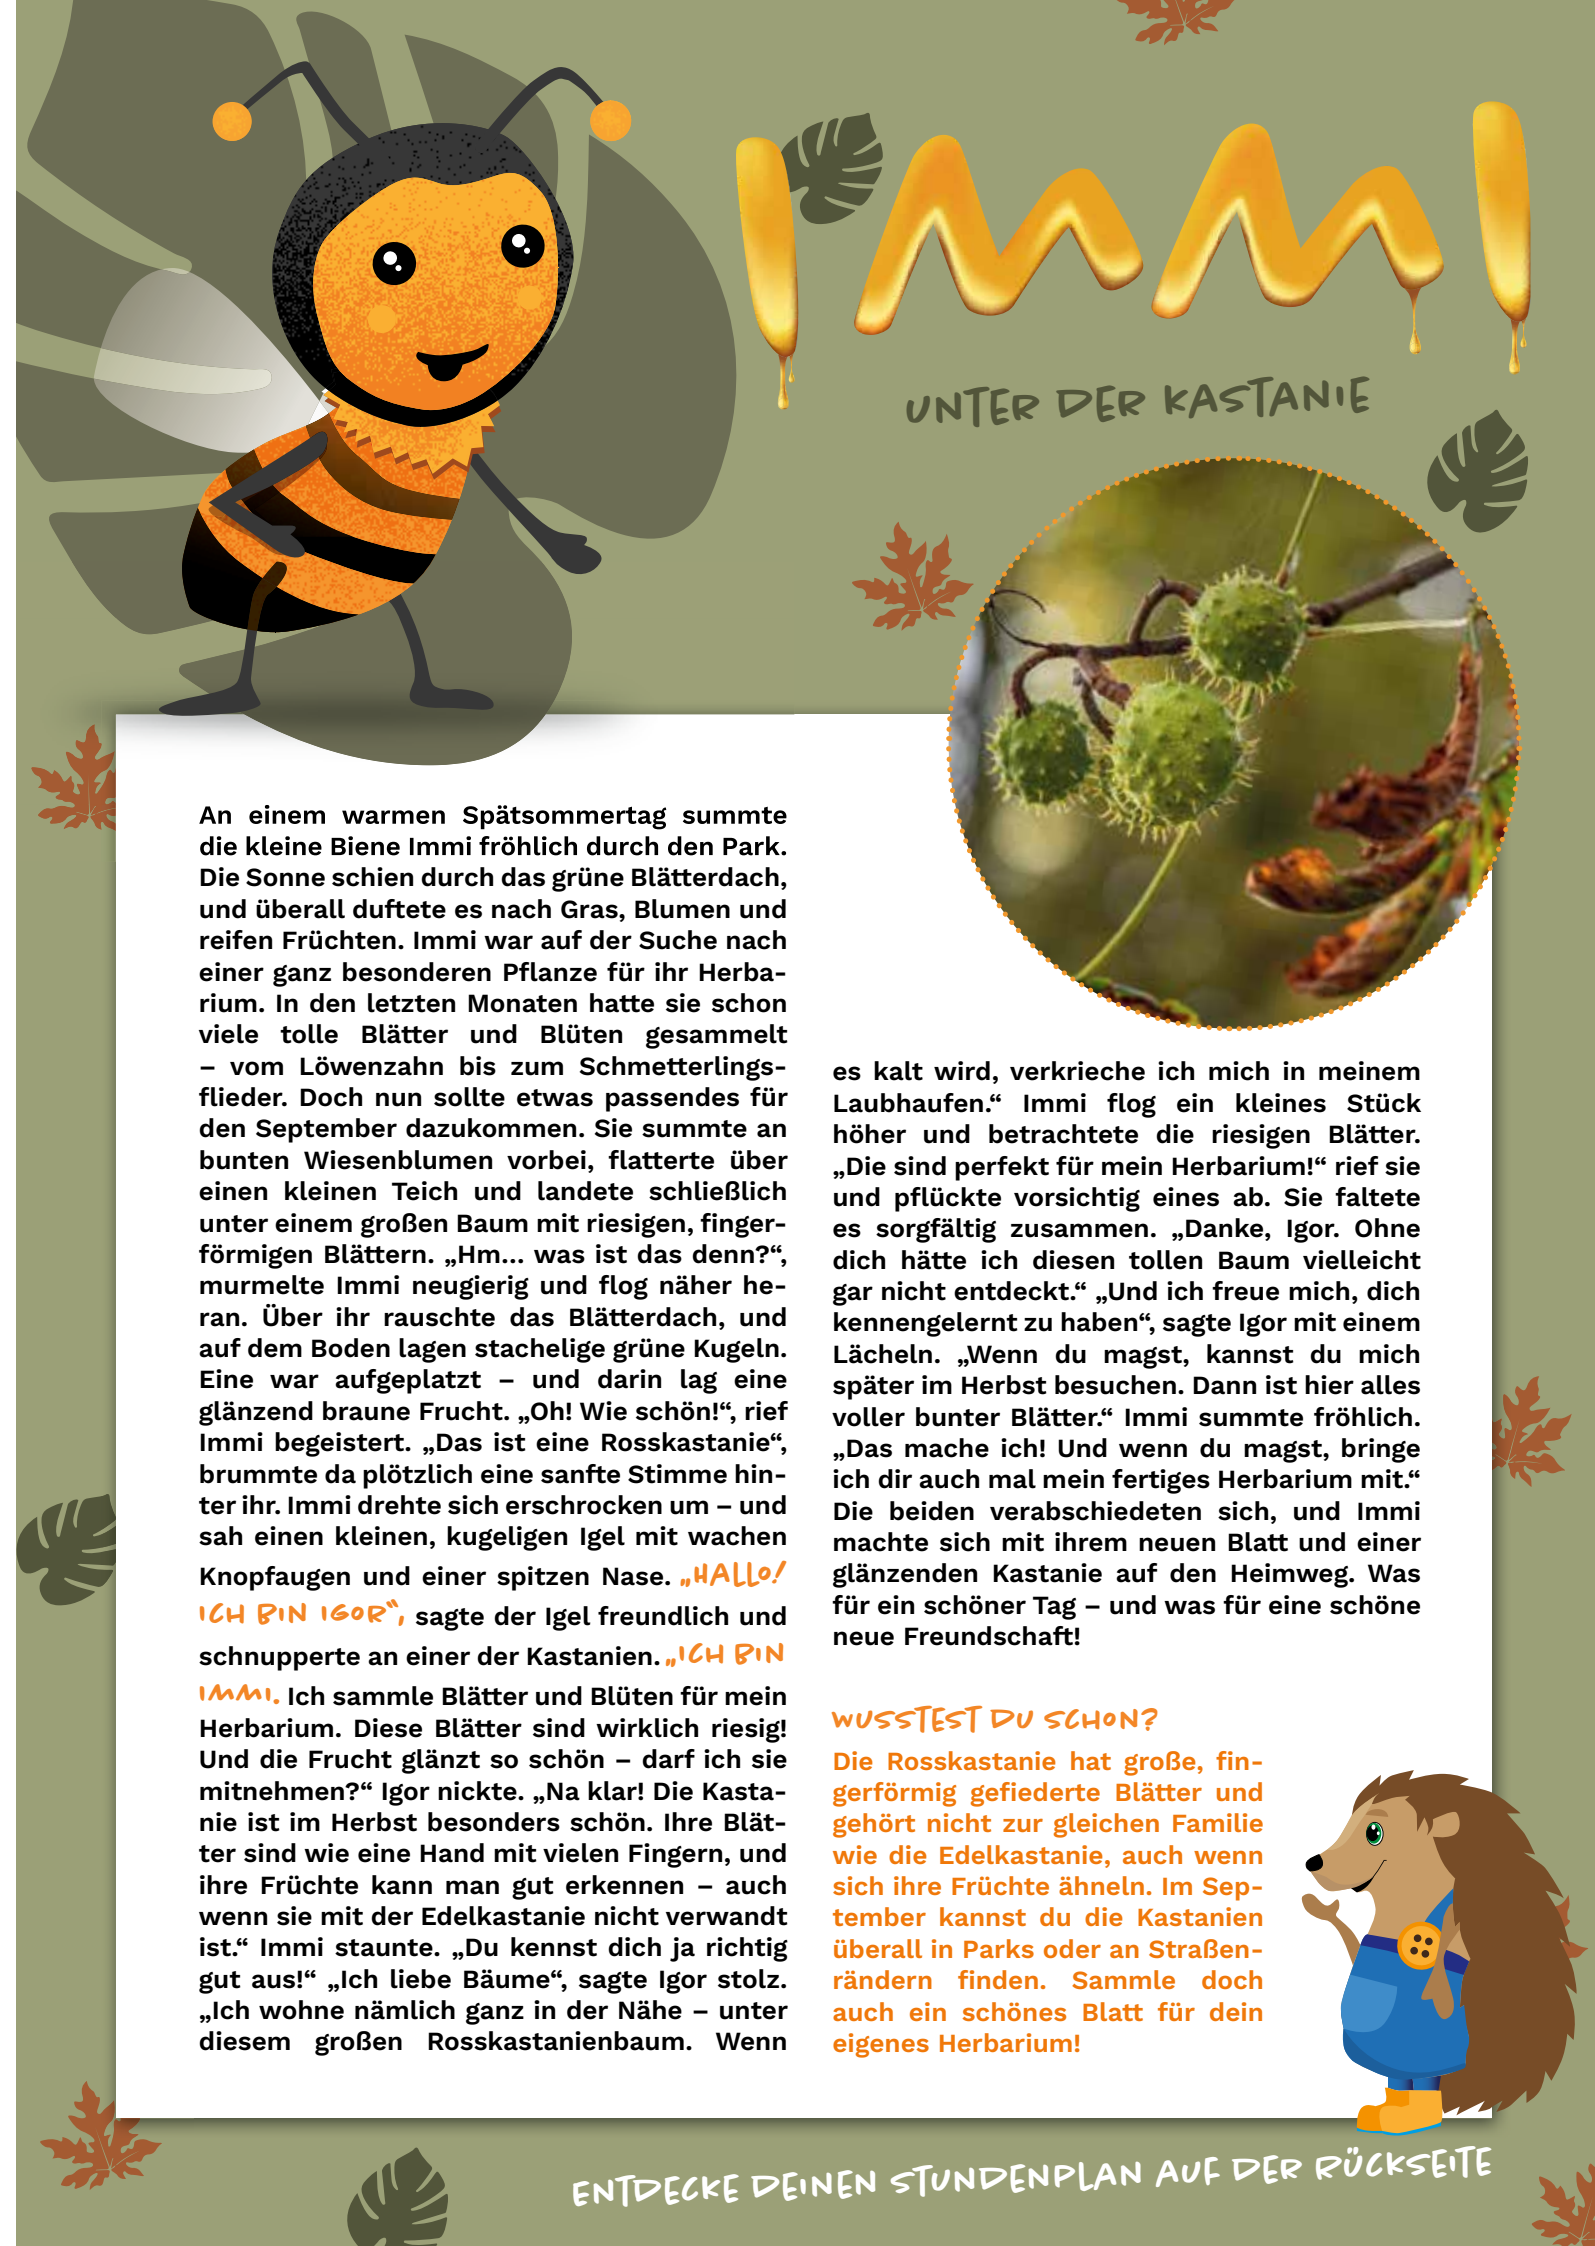 IMMI
UNTER DER KASTANIE
An einem warmen Spätsommertag summte
die kleine Biene Immi fröhlich durch den Park.
Die Sonne schien durch das grüne Blätterdach,
und überall duftete es nach Gras, Blumen und
reifen Früchten. Immi war auf der Suche nach
einer ganz besonderen Pflanze für ihr Herba-
rium. In den letzten Monaten hatte sie schon
viele tolle Blätter und Blüten gesammelt
– vom Löwenzahn bis zum Schmetterlings-
flieder. Doch nun sollte etwas passendes für
den September dazukommen. Sie summte an
bunten Wiesenblumen vorbei, flatterte über
einen kleinen Teich und landete schließlich
unter einem großen Baum mit riesigen, finger-
förmigen Blättern. „Hm... was ist das denn?“,
murmelte Immi neugierig und flog näher he-
ran. Über ihr rauschte das Blätterdach, und
auf dem Boden lagen stachelige grüne Kugeln.
Eine war aufgeplatzt – und darin lag eine
glänzend braune Frucht. „Oh! Wie schön!“, rief
Immi begeistert. „Das ist eine Rosskastanie“,
brummte da plötzlich eine sanfte Stimme hin-
ter ihr. Immi drehte sich erschrocken um – und
sah einen kleinen, kugeligen Igel mit wachen
Knopfaugen und einer spitzen Nase. „HALLO!
ICH BIN IGOR“, sagte der Igel freundlich und
schnupperte an einer der Kastanien. „ICH BIN
IMMI. Ich sammle Blätter und Blüten für mein
Herbarium. Diese Blätter sind wirklich riesig!
Und die Frucht glänzt so schön – darf ich sie
mitnehmen?“ Igor nickte. „Na klar! Die Kasta-
nie ist im Herbst besonders schön. Ihre Blät-
ter sind wie eine Hand mit vielen Fingern, und
ihre Früchte kann man gut erkennen – auch
wenn sie mit der Edelkastanie nicht verwandt
ist.“ Immi staunte. „Du kennst dich ja richtig
gut aus!“ „Ich liebe Bäume“, sagte Igor stolz.
„Ich wohne nämlich ganz in der Nähe – unter
diesem großen Rosskastanienbaum. Wenn
es kalt wird, verkrieche ich mich in meinem
Laubhaufen.“ Immi flog ein kleines Stück
höher und betrachtete die riesigen Blätter.
„Die sind perfekt für mein Herbarium!“ rief sie
und pflückte vorsichtig eines ab. Sie faltete
es sorgfältig zusammen. „Danke, Igor. Ohne
dich hätte ich diesen tollen Baum vielleicht
gar nicht entdeckt.“ „Und ich freue mich, dich
kennengelernt zu haben“, sagte Igor mit einem
Lächeln. „Wenn du magst, kannst du mich
später im Herbst besuchen. Dann ist hier alles
voller bunter Blätter.“ Immi summte fröhlich.
„Das mache ich! Und wenn du magst, bringe
ich dir auch mal mein fertiges Herbarium mit.“
Die beiden verabschiedeten sich, und Immi
machte sich mit ihrem neuen Blatt und einer
glänzenden Kastanie auf den Heimweg. Was
für ein schöner Tag – und was für eine schöne
neue Freundschaft!
WUSSTEST DU SCHON?
Die Rosskastanie hat große, fin-
gerförmig gefiederte Blätter und
gehört nicht zur gleichen Familie
wie die Edelkastanie, auch wenn
sich ihre Früchte ähneln. Im Sep-
tember kannst du die Kastanien
überall in Parks oder an Straßen-
rändern finden. Sammle doch
auch ein schönes Blatt für dein
eigenes Herbarium!
ENTDECKE DEINEN STUNDENPLAN AUF DER RÜCKSEITE